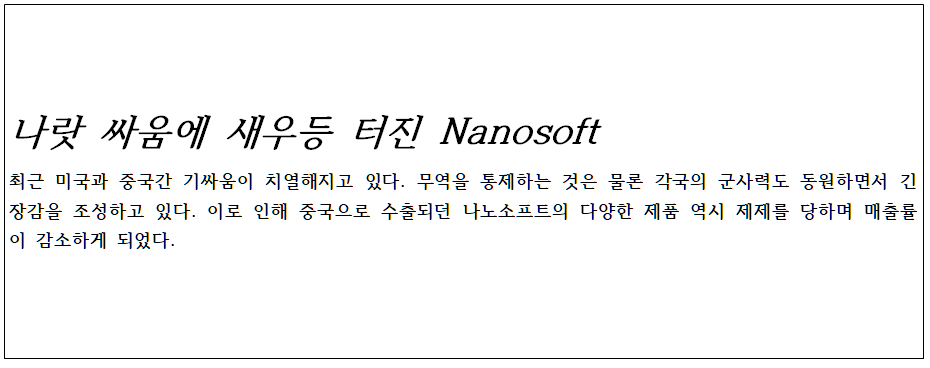 나랏 싸움에 새우등 터진 Nanosoft
최근 미국과 중국간 기싸움이 치열해지고 있다. 무역을 통제하는 것은 물론 각국의 군사력도 동원하면서 긴
장감을 조성하고 있다. 이로 인해 중국으로 수출되던 나노소프트의 다양한 제품 역시 제제를 당하며 매출률
이 감소하게 되었다.